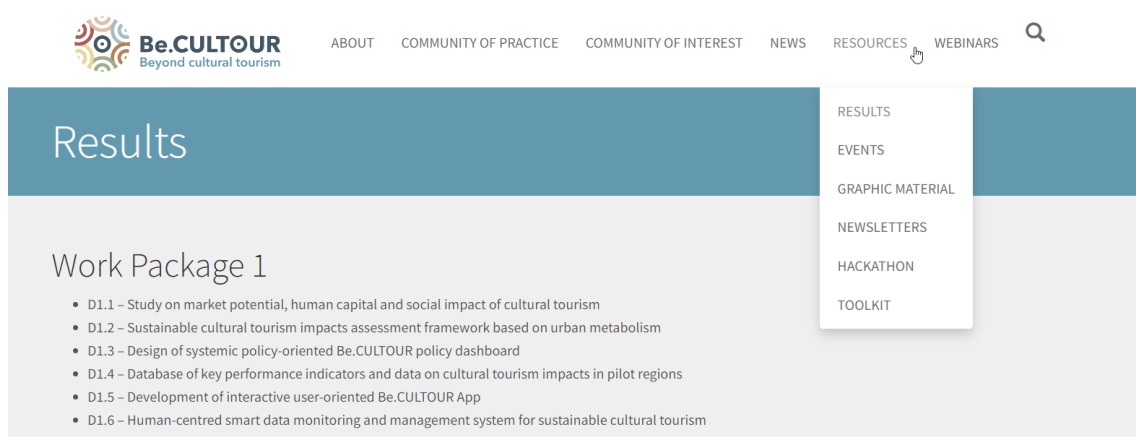 Be.CULTOUR
Beyond cultural tourism
ABOUT COMMUNITY OF PRACTICE COMMUNITY OF INTEREST NEWS RESOURCES WEBINARS
RESULTS
EVENTS
GRAPHIC MATERIAL
NEWSLETTERS
HACKATHON
TOOLKIT
Results
Work Package 1
• D1.1 – Study on market potential, human capital and social impact of cultural tourism
• D1.2 – Sustainable cultural tourism impacts assessment framework based on urban metabolism
• D1.3 – Design of systemic policy-oriented Be.CULTOUR policy dashboard
• D1.4 – Database of key performance indicators and data on cultural tourism impacts in pilot regions
• D1.5 – Development of interactive user-oriented Be.CULTOUR App
• D1.6 – Human-centred smart data monitoring and management system for sustainable cultural tourism